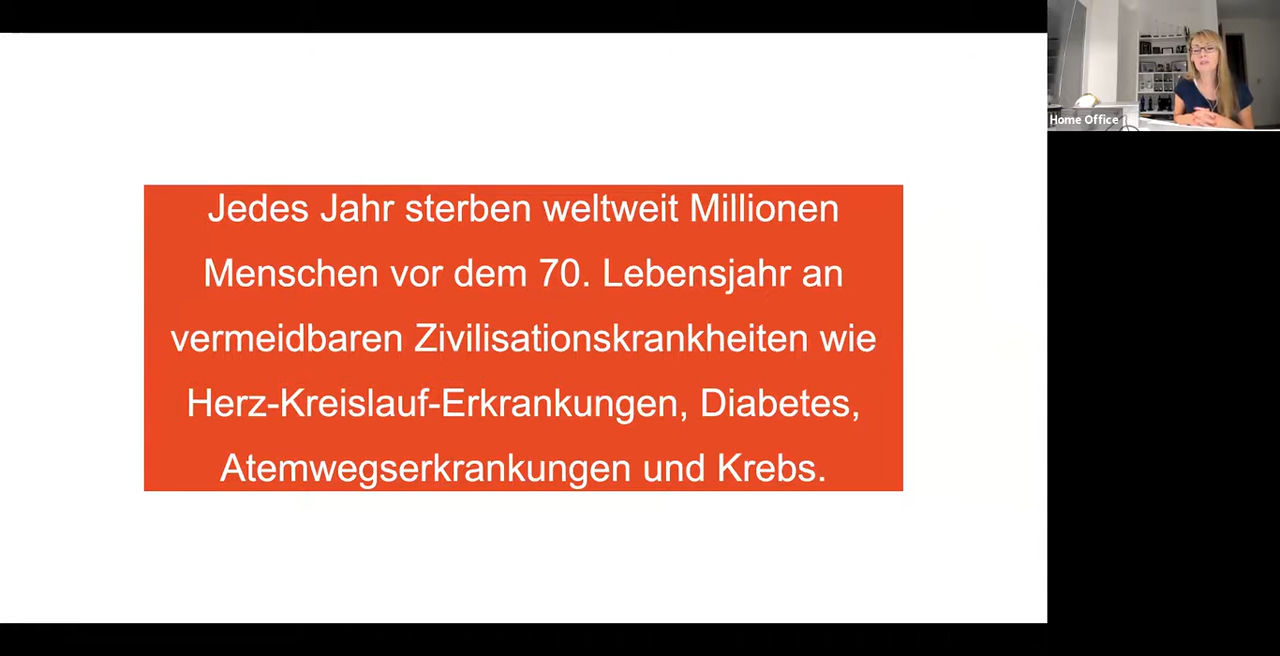 Jedes Jahr sterben weltweit Millionen
Menschen vor dem 70. Lebensjahr an
vermeidbaren Zivilisationskrankheiten wie
Herz-Kreislauf-Erkrankungen, Diabetes,
Atemwegserkrankungen und Krebs.
Home Office